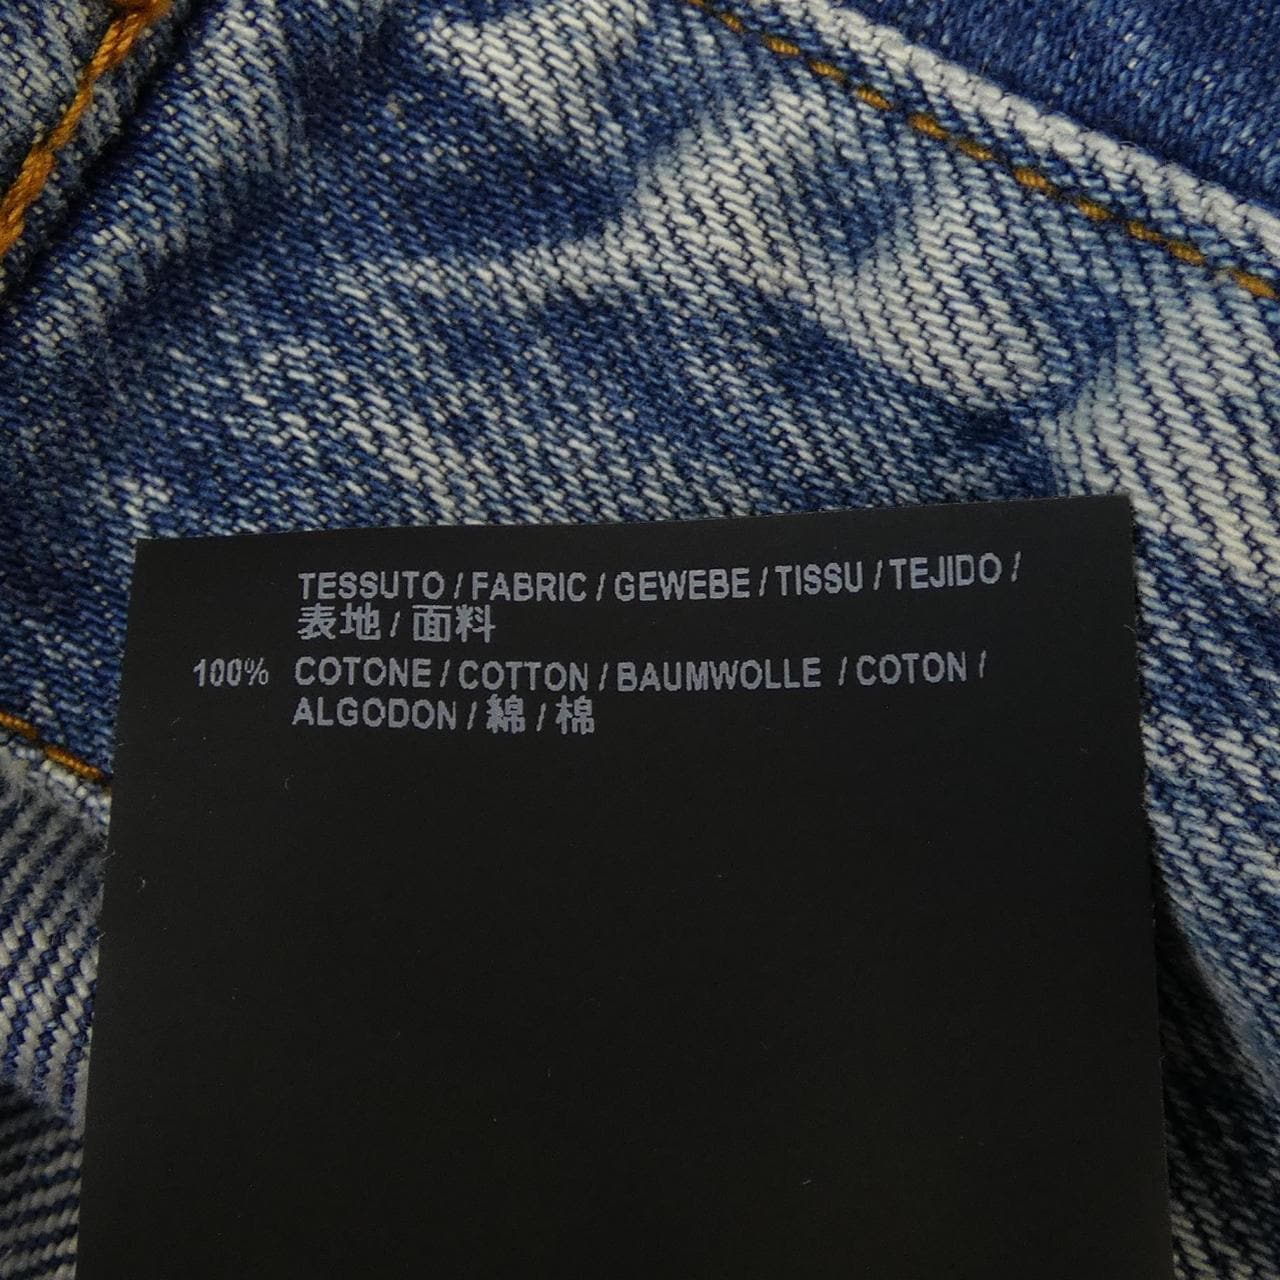 TESSUTO / FABRIC / GEWEBE / TISSU / TEJIDO /
表地 / 面料
100% COTONE / COTTON / BAUMWOLLE / COTON /
ALGODON / 綿 / 棉